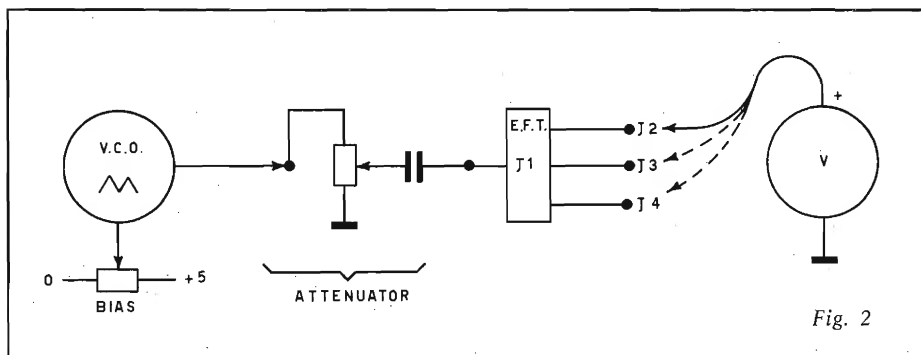 V.C.O.
0
+5
BIAS
ATTENUATOR
E.F.T.
J1
J2
J3
J4
+
V
Fig. 2